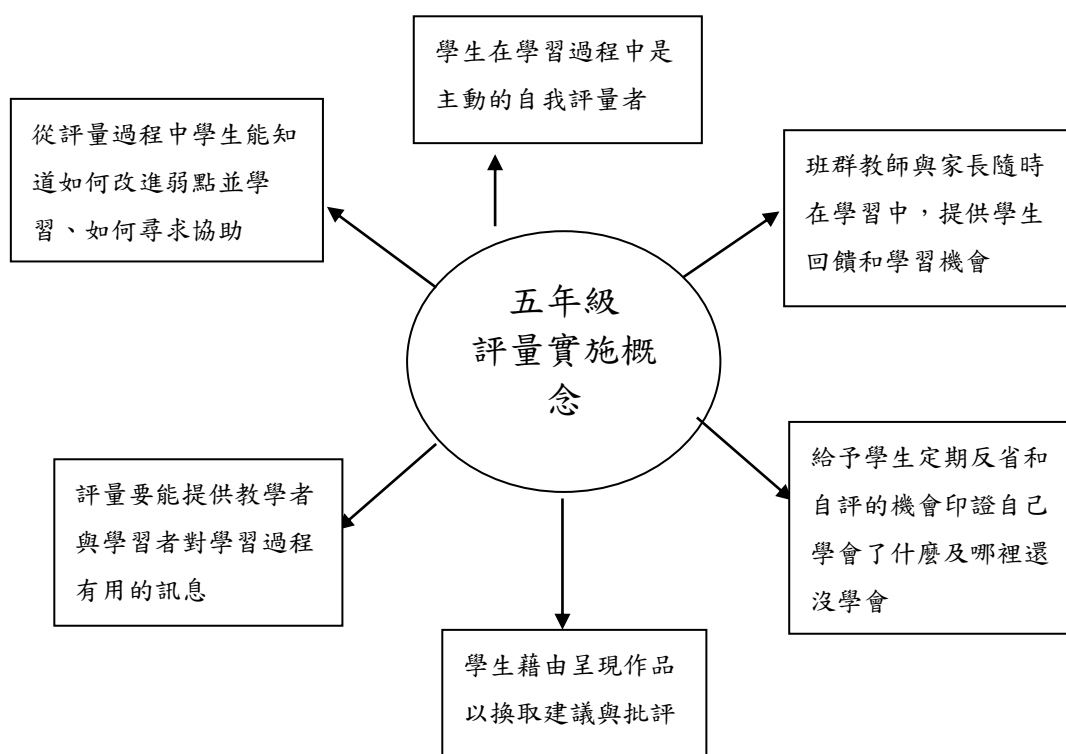 學生在學習過程中是
主動的自我評量者
從評量過程中學生能知
道如何改進弱點並學
習、如何尋求協助
班群教師與家長隨時
在學習中，提供學生
回饋和學習機會
五年級
評量實施概
念
評量要能提供教學者
與學習者對學習過程
有用的訊息
給予學生定期反省和
自評的機會印證自己
學會了什麼及哪裡還
沒學會
學生藉由呈現作品
以換取建議與批評